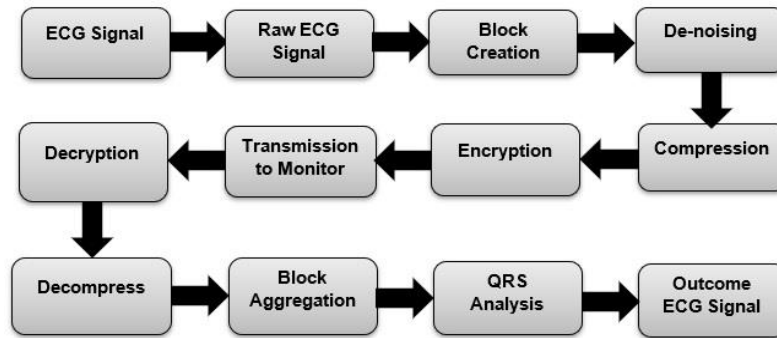 ECG Signal
Raw ECG
Signal
Block
Creation
De-noising
Compression
Encryption
Transmission
to Monitor
Decryption
Decompress
Block
Aggregation
QRS
Analysis
Outcome
ECG Signal